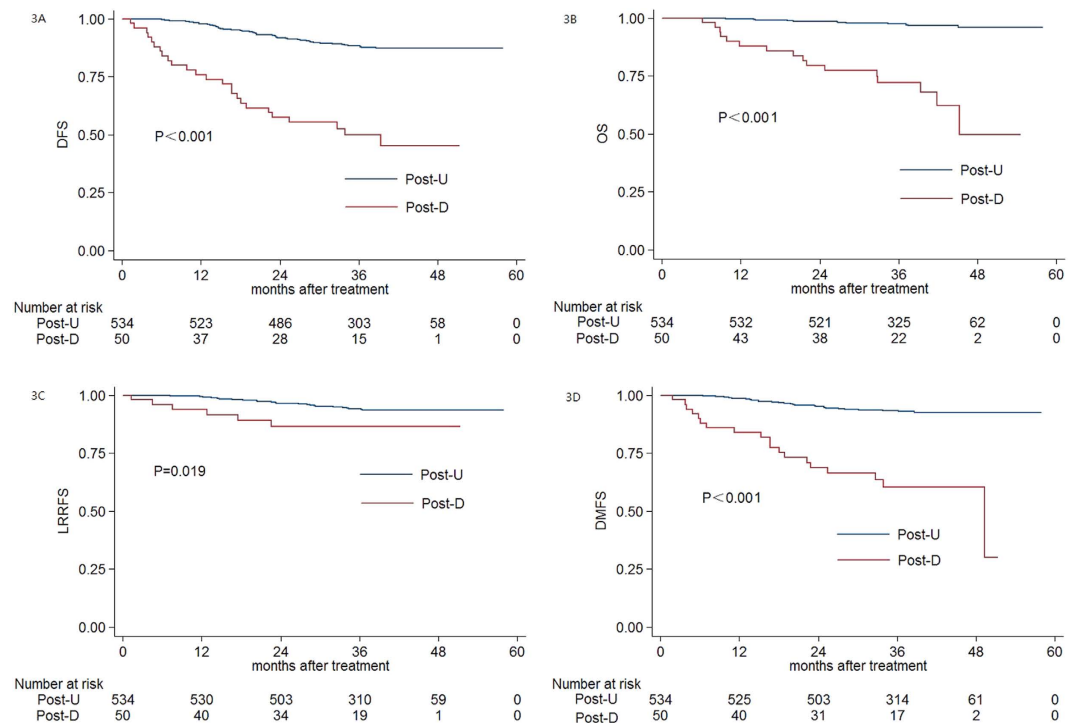 3A
1.00
0.75
0.50
0.25
0.00
DFS
P＜0.001
Post-U
Post-D
0 12 24 36 48 60
months after treatment
Number at risk
Post-U 534 523 486 303 58 0
Post-D 50 37 28 15 1 0
3B
1.00
0.75
0.50
0.25
0.00
OS
P＜0.001
Post-U
Post-D
0 12 24 36 48 60
months after treatment
Number at risk
Post-U 534 532 521 325 62 0
Post-D 50 43 38 22 2 0
3C
1.00
0.75
0.50
0.25
0.00
LRRFS
P=0.019
Post-U
Post-D
0 12 24 36 48 60
months after treatment
Number at risk
Post-U 534 530 503 310 59 0
Post-D 50 40 34 19 1 0
3D
1.00
0.75
0.50
0.25
0.00
DMFS
P＜0.001
Post-U
Post-D
0 12 24 36 48 60
months after treatment
Number at risk
Post-U 534 525 503 314 61 0
Post-D 50 40 31 17 2 0